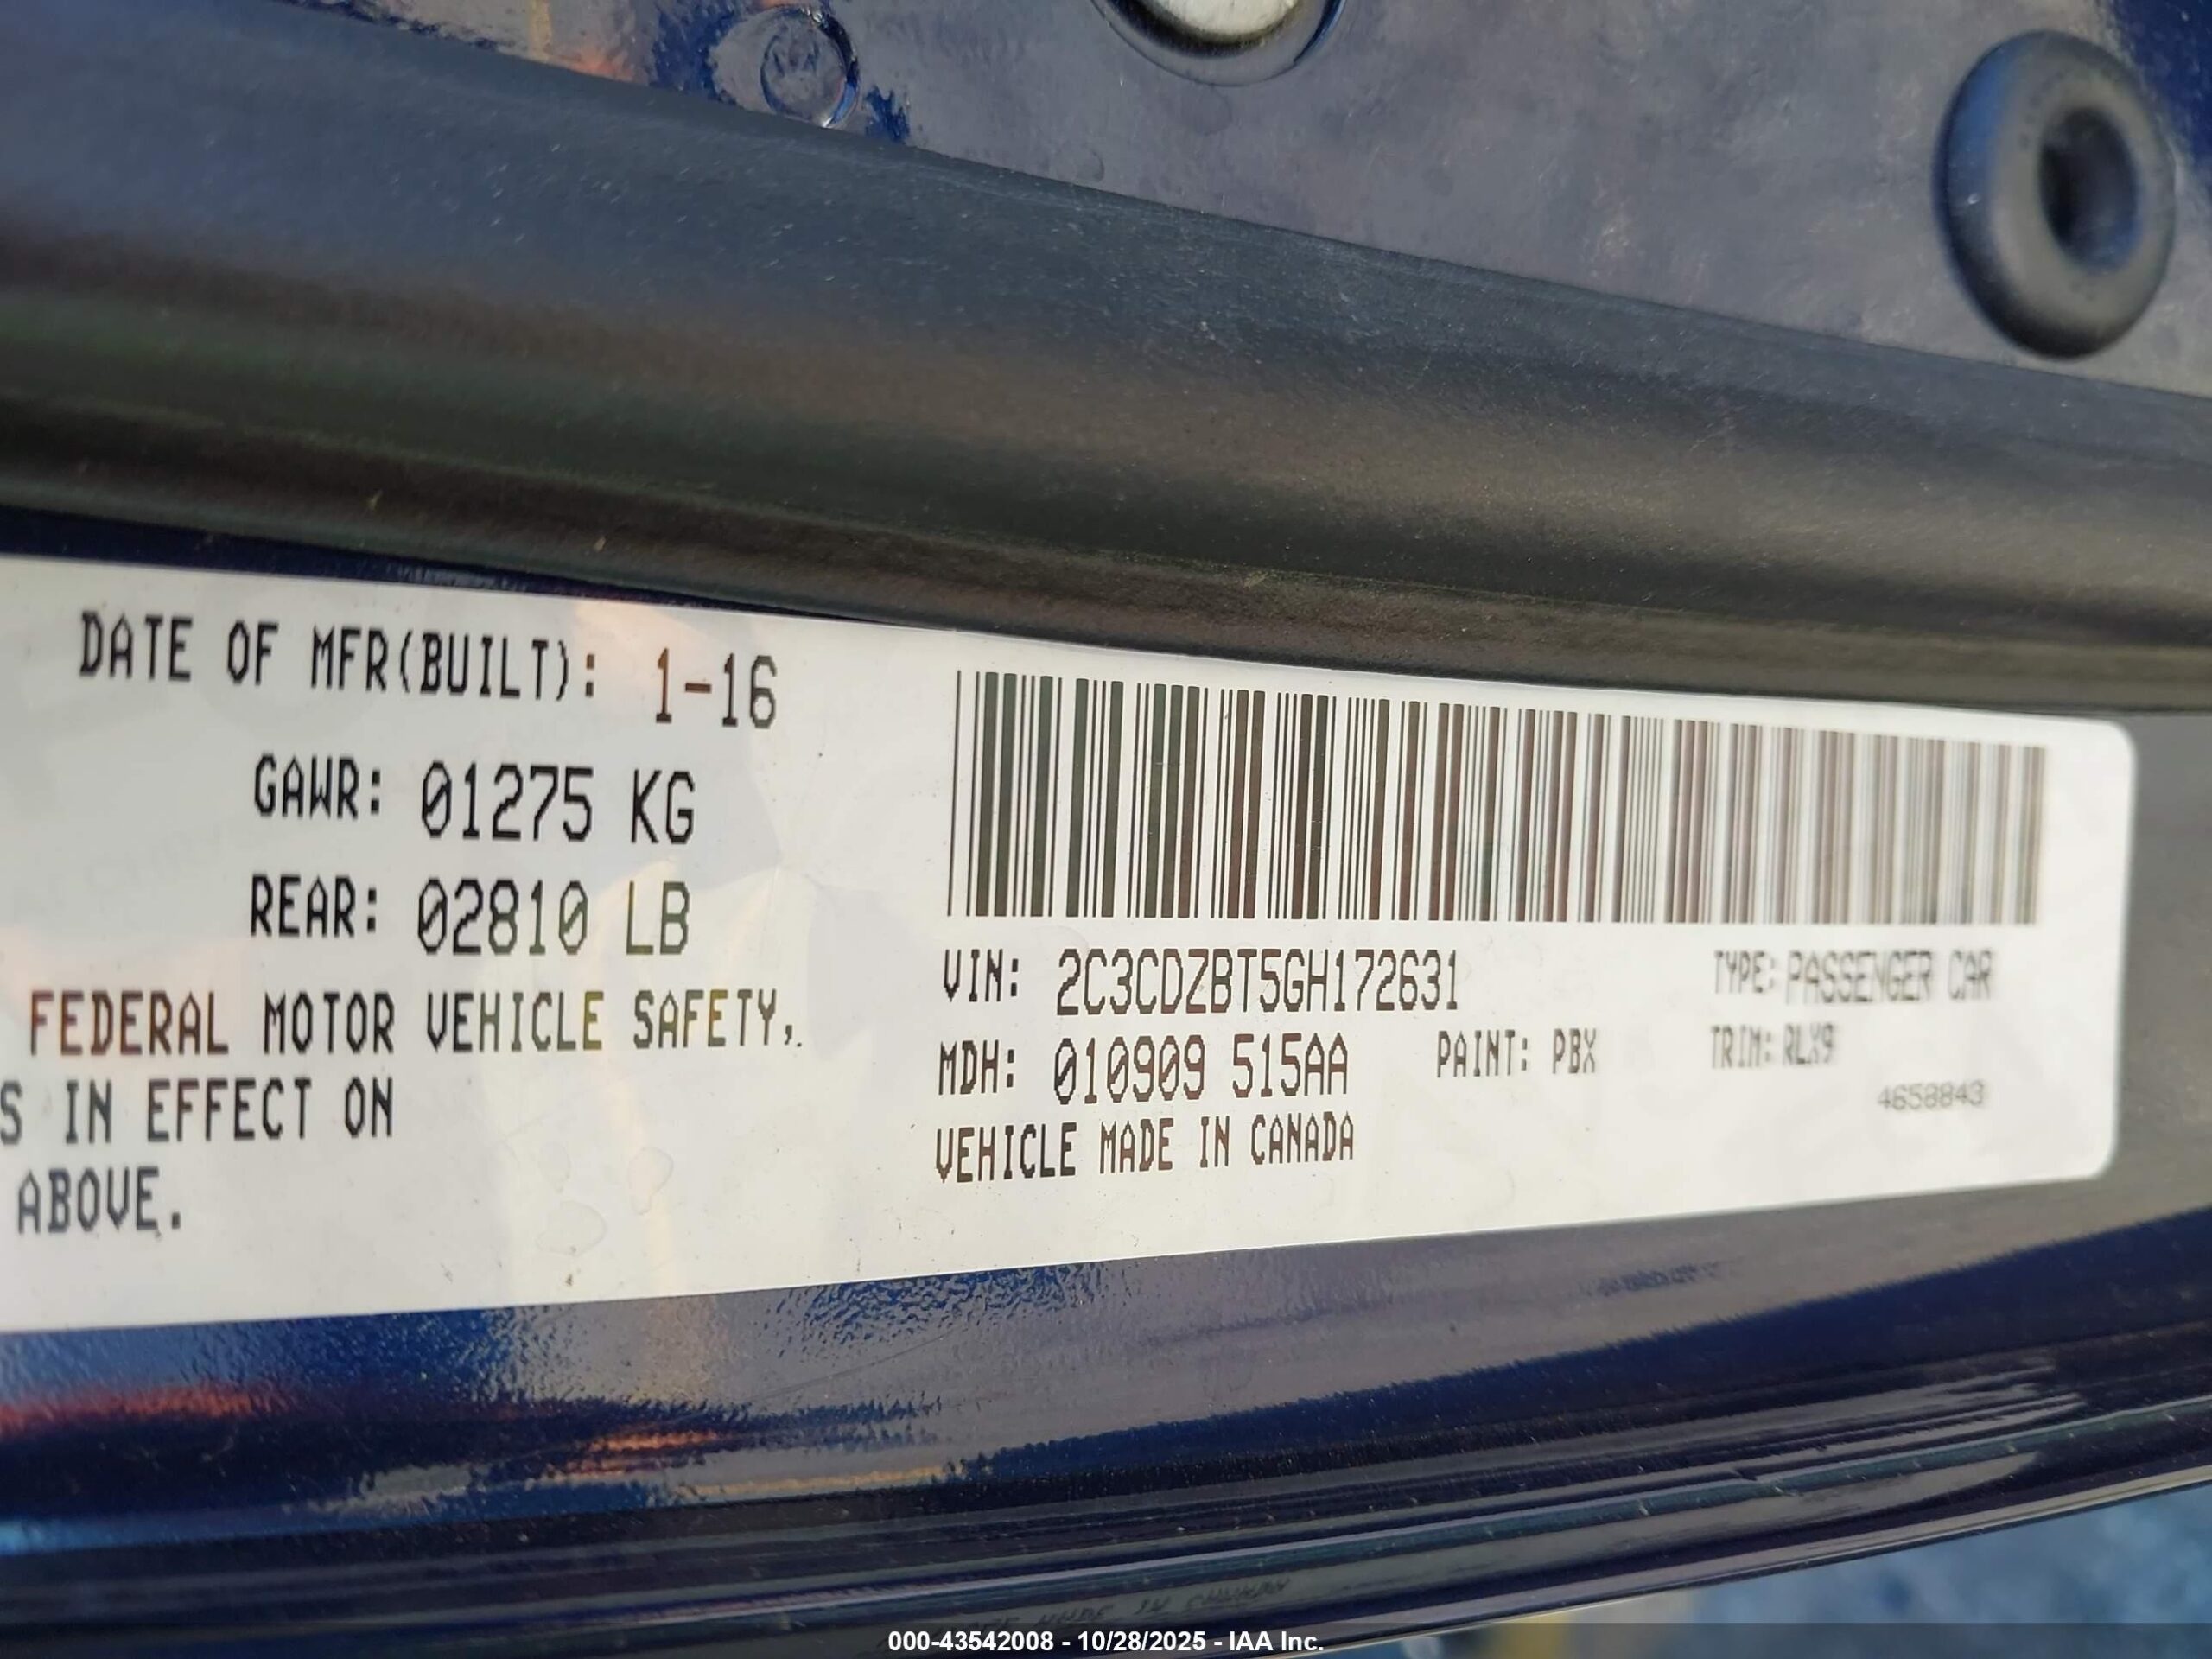 DATE OF MFR(BUILT): 1-16
GAWR: 01275 KG
REAR: 02810 LB
FEDERAL MOTOR VEHICLE SAFETY,
S IN EFFECT ON
ABOVE.
VIN: 2C3CDZBT5GH172631 TYPE: PASSENGER CAR
MDH: 010909 515AA PAINT: PBX TRIM: RLX9
4658843
VEHICLE MADE IN CANADA
000-43542008 - 10/28/2025 - IAA Inc.